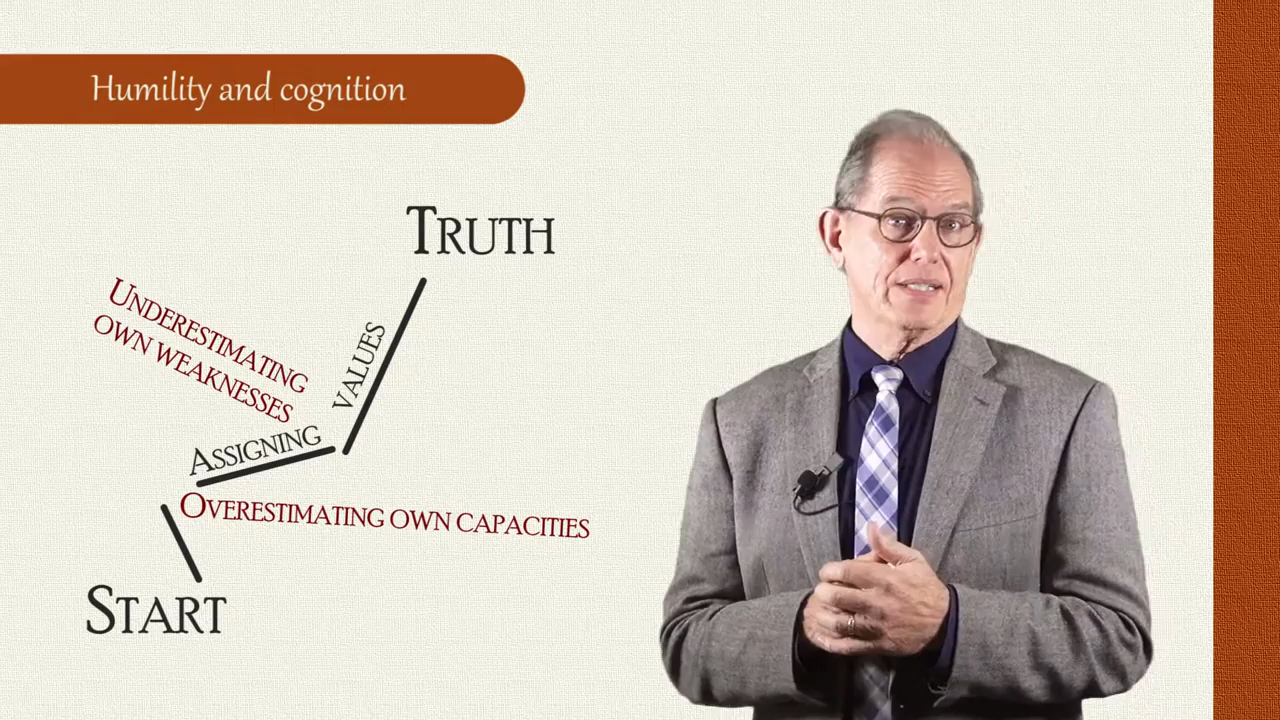 Humility and cognition
TRUTH
UNDERESTIMATING
OWN WEAKNESSES
VALUES
ASSIGNING
OVERESTIMATING OWN CAPACITIES
START